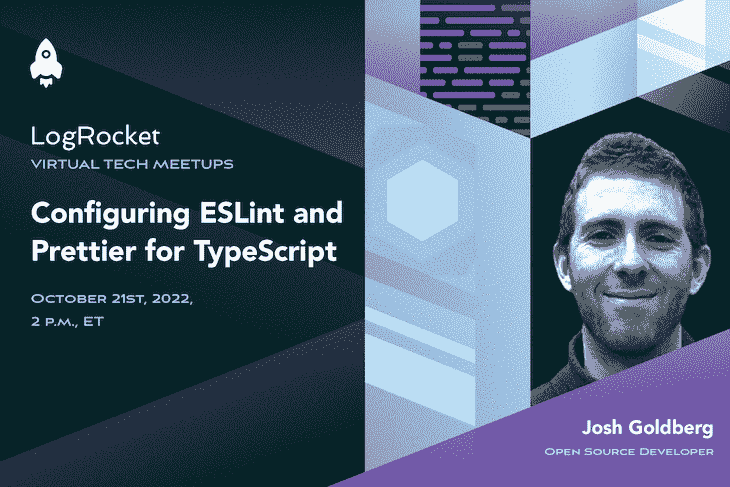 LogRocket
VIRTUAL TECH MEETUPS
Configuring ESLint and
Prettier for TypeScript
OCTOBER 21ST, 2022,
2 P.M., ET
Josh Goldberg
OPEN SOURCE DEVELOPER